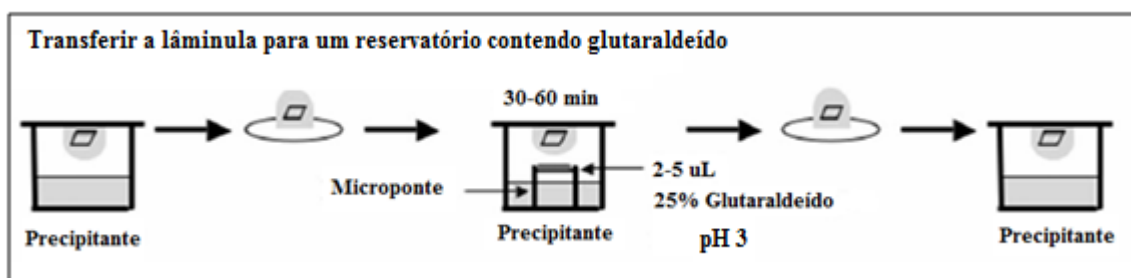 Transferir a lâminula para um reservatório contendo glutaraldeído
30-60 min
2-5 uL
Microponte
25% Glutaraldeído
Precipitante
Precipitante
pH 3
Precipitante